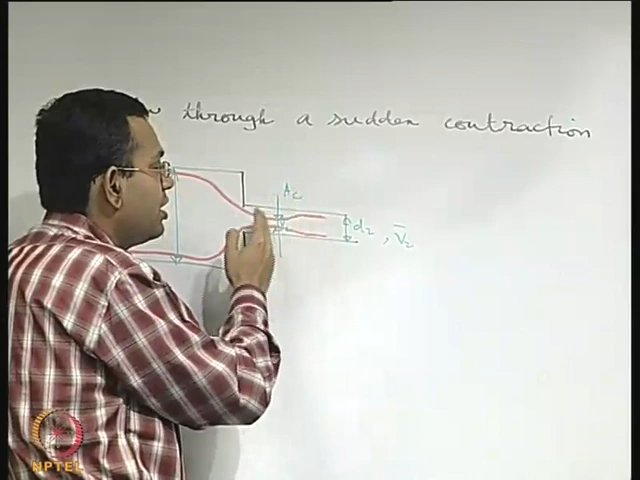 through a sudden contraction
Ac
d2 , V̄2
NPTEL